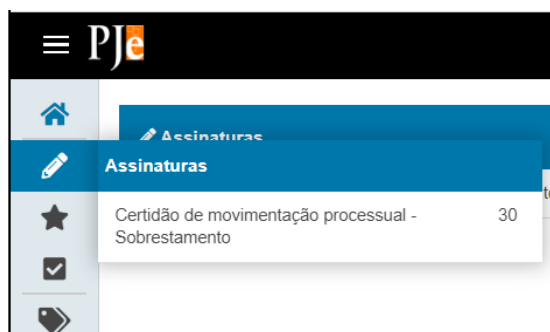 PJe
Assinaturas
Assinaturas
Certidão de movimentação processual - 30
Sobrestamento